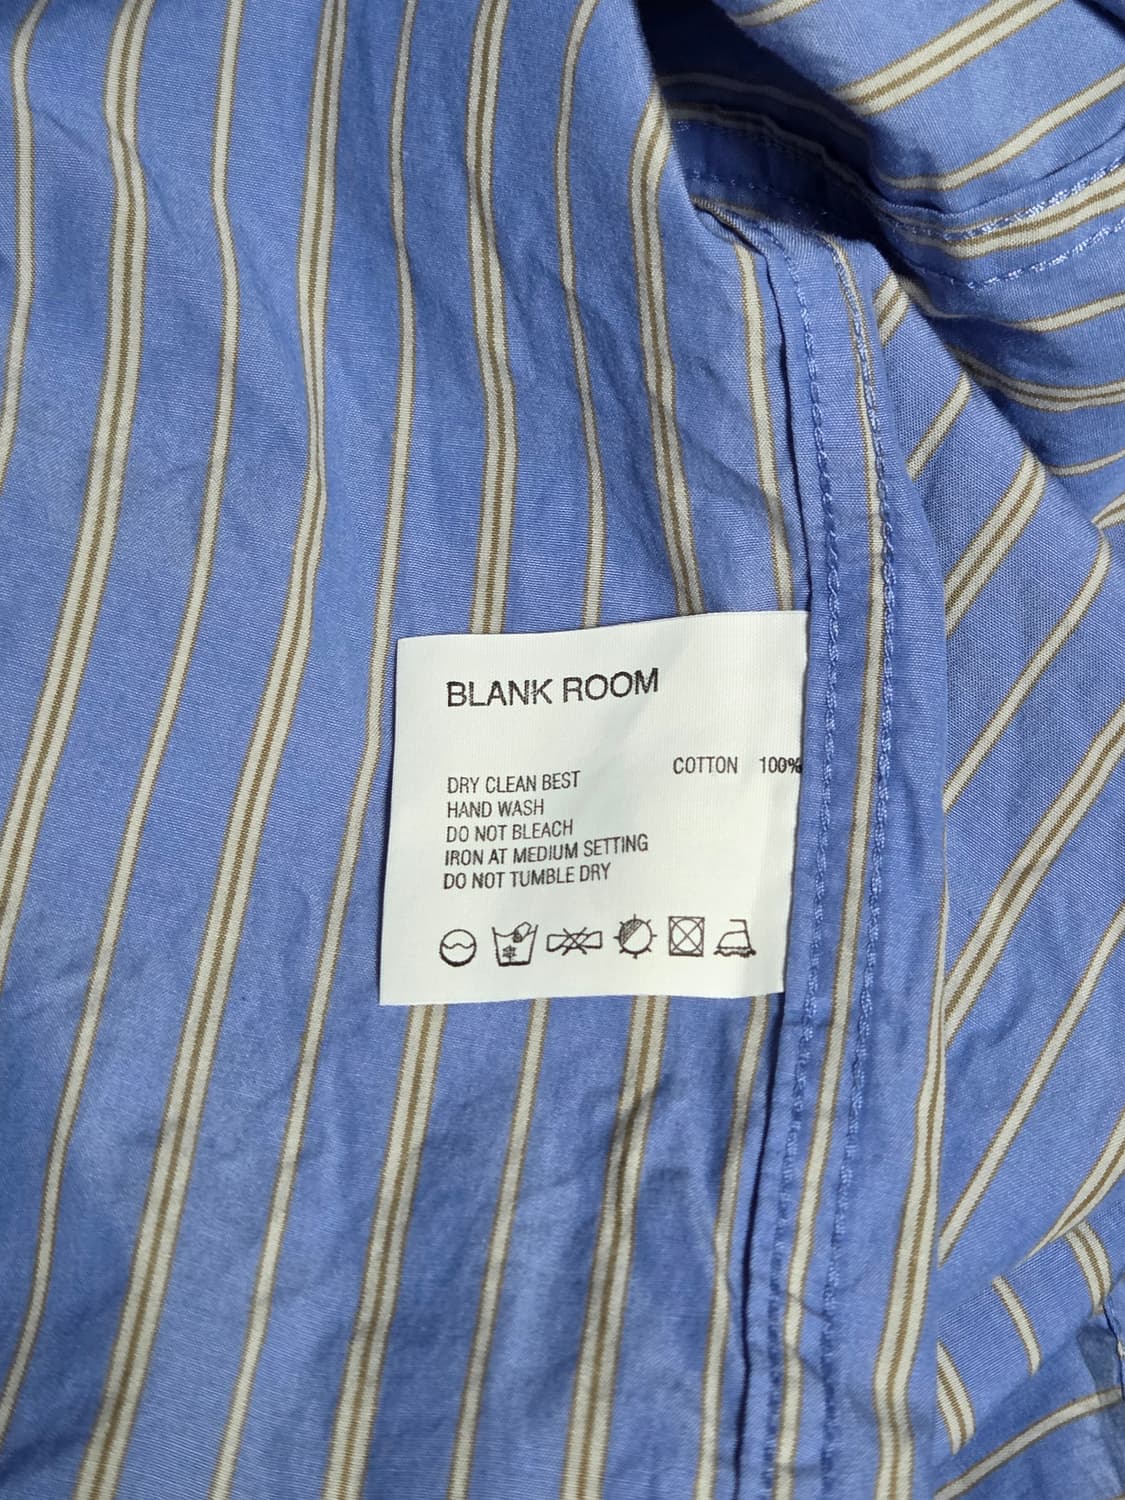 BLANK ROOM
COTTON 100%
DRY CLEAN BEST
HAND WASH
DO NOT BLEACH
IRON AT MEDIUM SETTING
DO NOT TUMBLE DRY